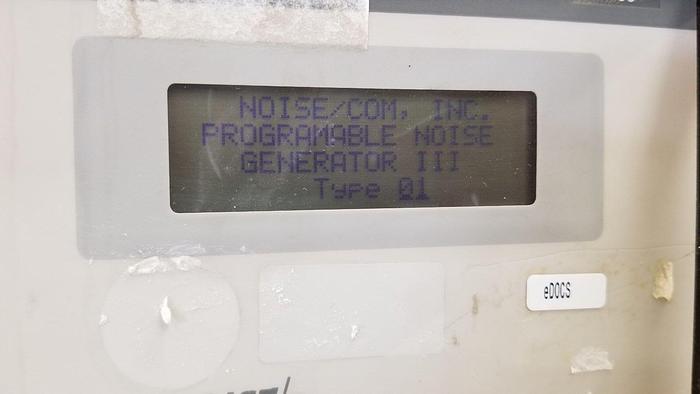 NOISE/COM, INC.
PROGRAMABLE NOISE
GENERATOR III
Type 01
eDOCS